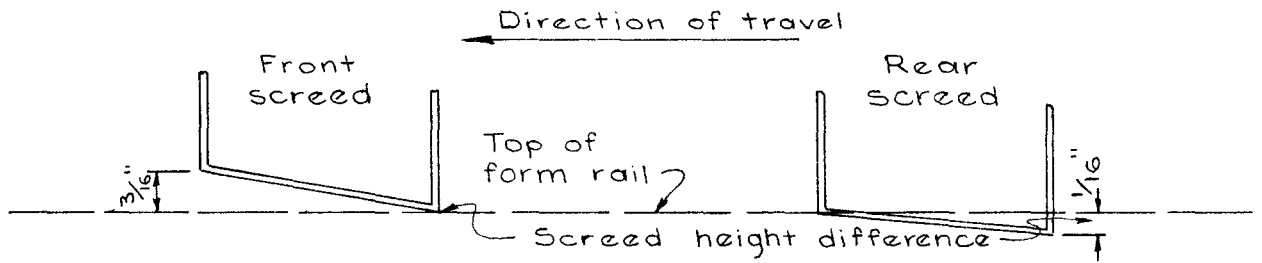 Direction of travel
Front
screed
Rear
screed
Top of
form rail
3/16"
1/16"
Screed height difference